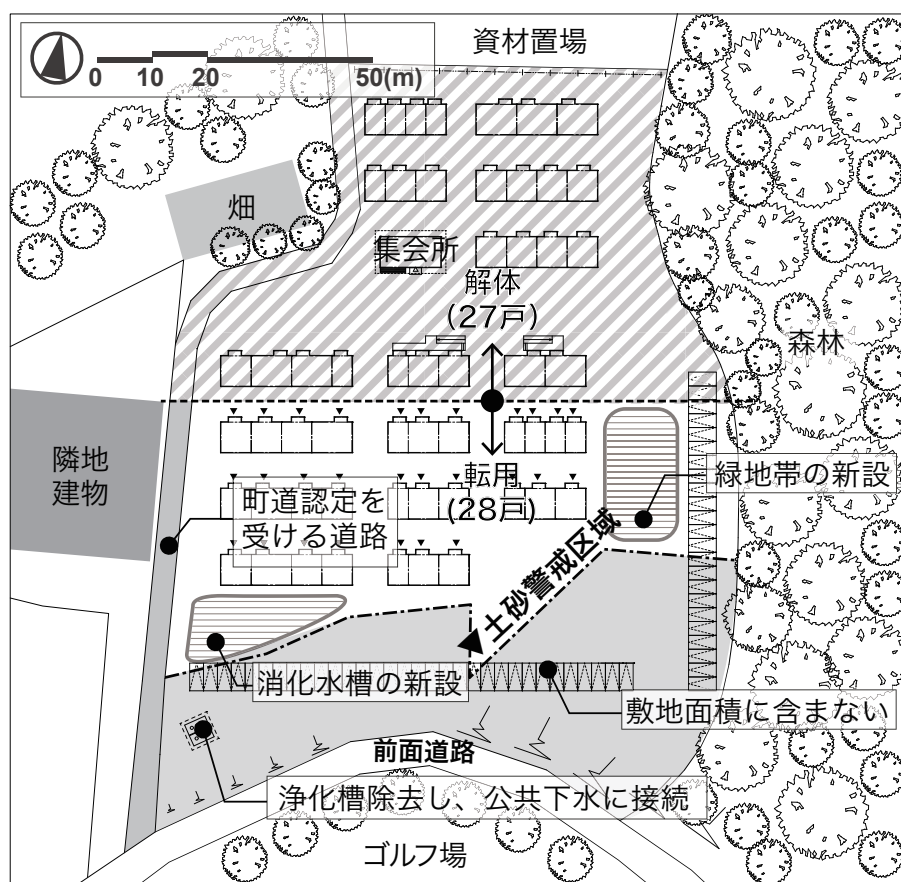 資材置場
0 10 20 50(m)
畑
集会所
解体
(27戸)
森林
隣地
建物
転用
(28戸)
緑地帯の新設
町道認定を
受ける道路
土砂警戒区域
消化水槽の新設
敷地面積に含まない
前面道路
浄化槽除去し、公共下水に接続
ゴルフ場